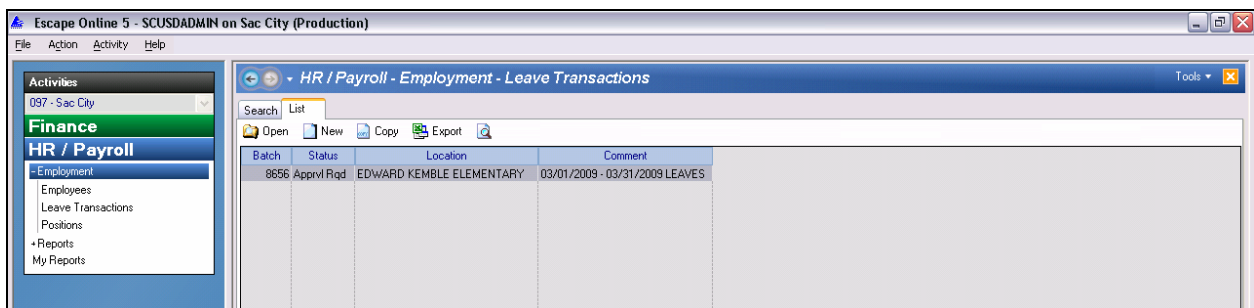 Escape Online 5 - SCUSDADMIN on Sac City (Production)
File Action Activity Help
Activities
097 - Sac City
Finance
HR / Payroll
- Employment
Employees
Leave Transactions
Positions
+ Reports
My Reports
HR / Payroll - Employment - Leave Transactions
Tools
Search List
Open New Copy Export
Batch Status Location Comment
8656 Apprvl Rqd EDWARD KEMBLE ELEMENTARY 03/01/2009 - 03/31/2009 LEAVES